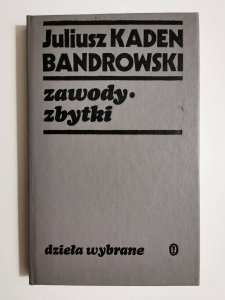 Juliusz KADEN
BANDROWSKI
zawody·
zbytki
dzieła wybrane